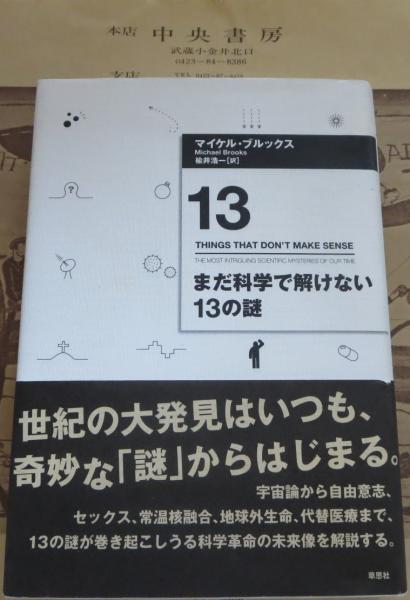 本店 中央書房
武蔵小金井北口
0423-84-8386
支店
マイケル・ブルックス
Michael Brooks
楡井浩一[訳]
13
THINGS THAT DON'T MAKE SENSE
THE MOST INTRIGUING SCIENTIFIC MYSTERIES OF OUR TIME
まだ科学で解けない
13の謎
世紀の大発見はいつも、
奇妙な「謎」からはじまる。
宇宙論から自由意志、
セックス、常温核融合、地球外生命、代替医療まで、
13の謎が巻き起こしうる科学革命の未来像を解説する。
草思社